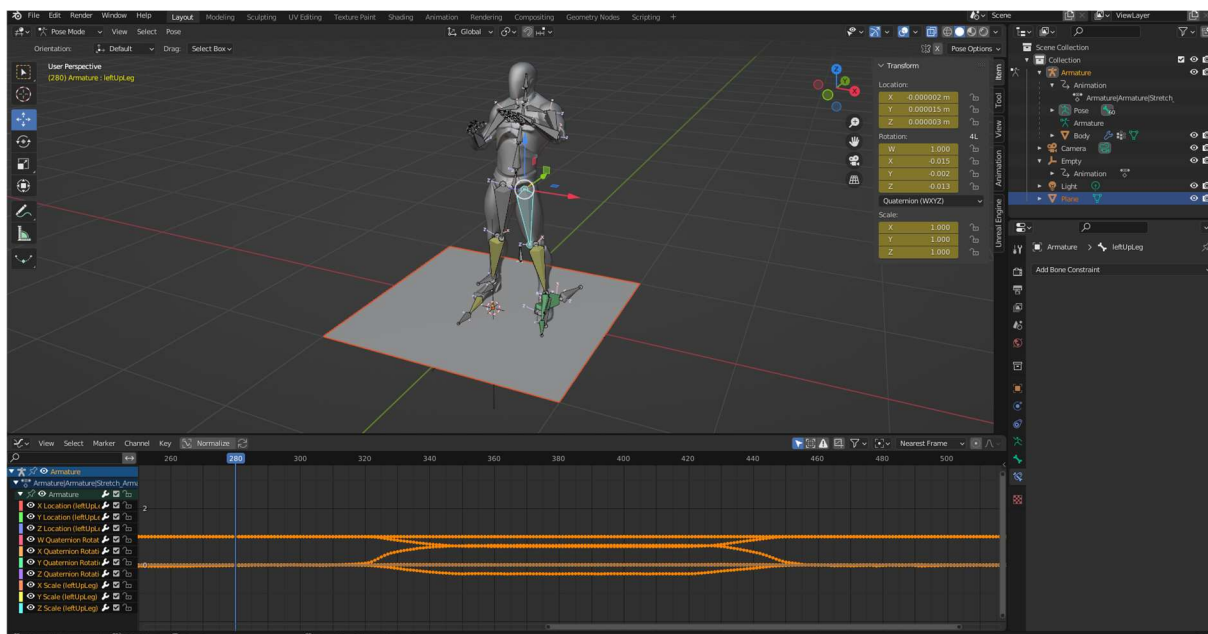 File Edit Render Window Help Layout Modeling Sculpting UV Editing Texture Paint Shading Animation Rendering Compositing Geometry Nodes Scripting + Scene ViewLayer
Pose Mode View Select Pose Global Pose Options
Orientation: Default Drag: Select Box
User Perspective
(280) Armature : leftUpLeg
Transform
Location:
X -0.000002 m
Y 0.000015 m
Z 0.000003 m
Rotation: 4L
W 1.000
X -0.015
Y -0.002
Z -0.013
Quaternion (WXYZ)
Scale:
X 1.000
Y 1.000
Z 1.000
Item
Tool
View
Animation
Unreal Engine
Scene Collection
Collection
Armature
Animation
Armature|Armature|Stretch_
Pose
Armature
Body
Camera
Empty
Animation
Light
Plane
Armature > leftUpLeg
Add Bone Constraint
View Select Marker Channel Key Normalize Nearest Frame
260 280 300 320 340 360 380 400 420 440 460 480 500
Armature
Armature|Armature|Stretch_Arma
Armature
X Location (leftUpL
Y Location (leftUpL
Z Location (leftUpL
W Quaternion Rotat
X Quaternion Rotati
Y Quaternion Rotati
Z Quaternion Rotati
X Scale (leftUpLeg)
Y Scale (leftUpLeg)
Z Scale (leftUpLeg)
2
0